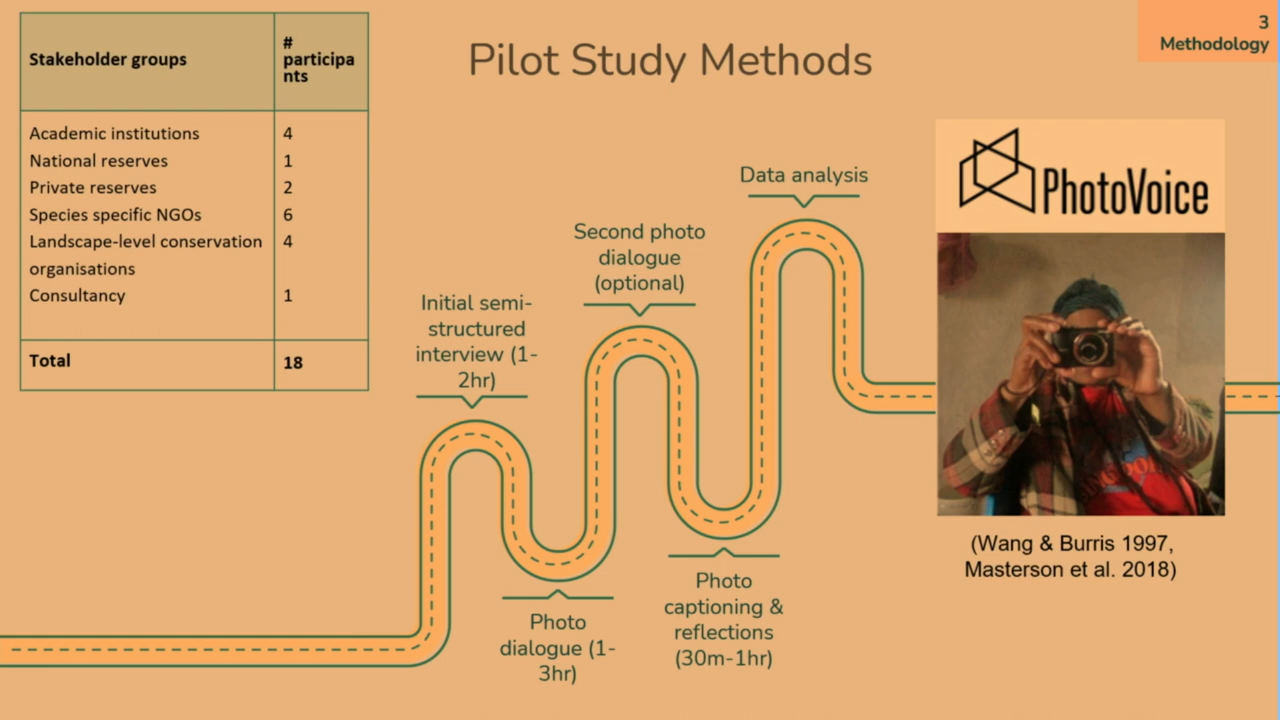 Stakeholder groups
#
participa
nts
Academic institutions 4
National reserves 1
Private reserves 2
Species specific NGOs 6
Landscape-level conservation 4
organisations
Consultancy 1
Total 18
Pilot Study Methods
3
Methodology
Initial semi-
structured
interview (1-
2hr)
Photo
dialogue (1-
3hr)
Second photo
dialogue
(optional)
Photo
captioning &
reflections
(30m-1hr)
Data analysis
PhotoVoice
(Wang & Burris 1997,
Masterson et al. 2018)